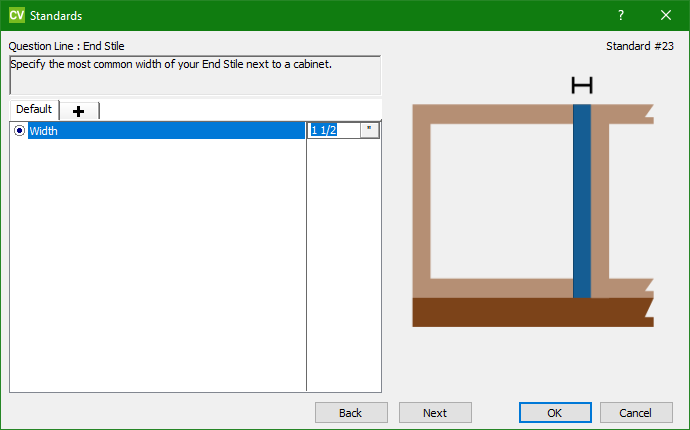 CV Standards ?
Question Line : End Stile Standard #23
Specify the most common width of your End Stile next to a cabinet.
Default
Width 1 1/2 "
Back Next OK Cancel